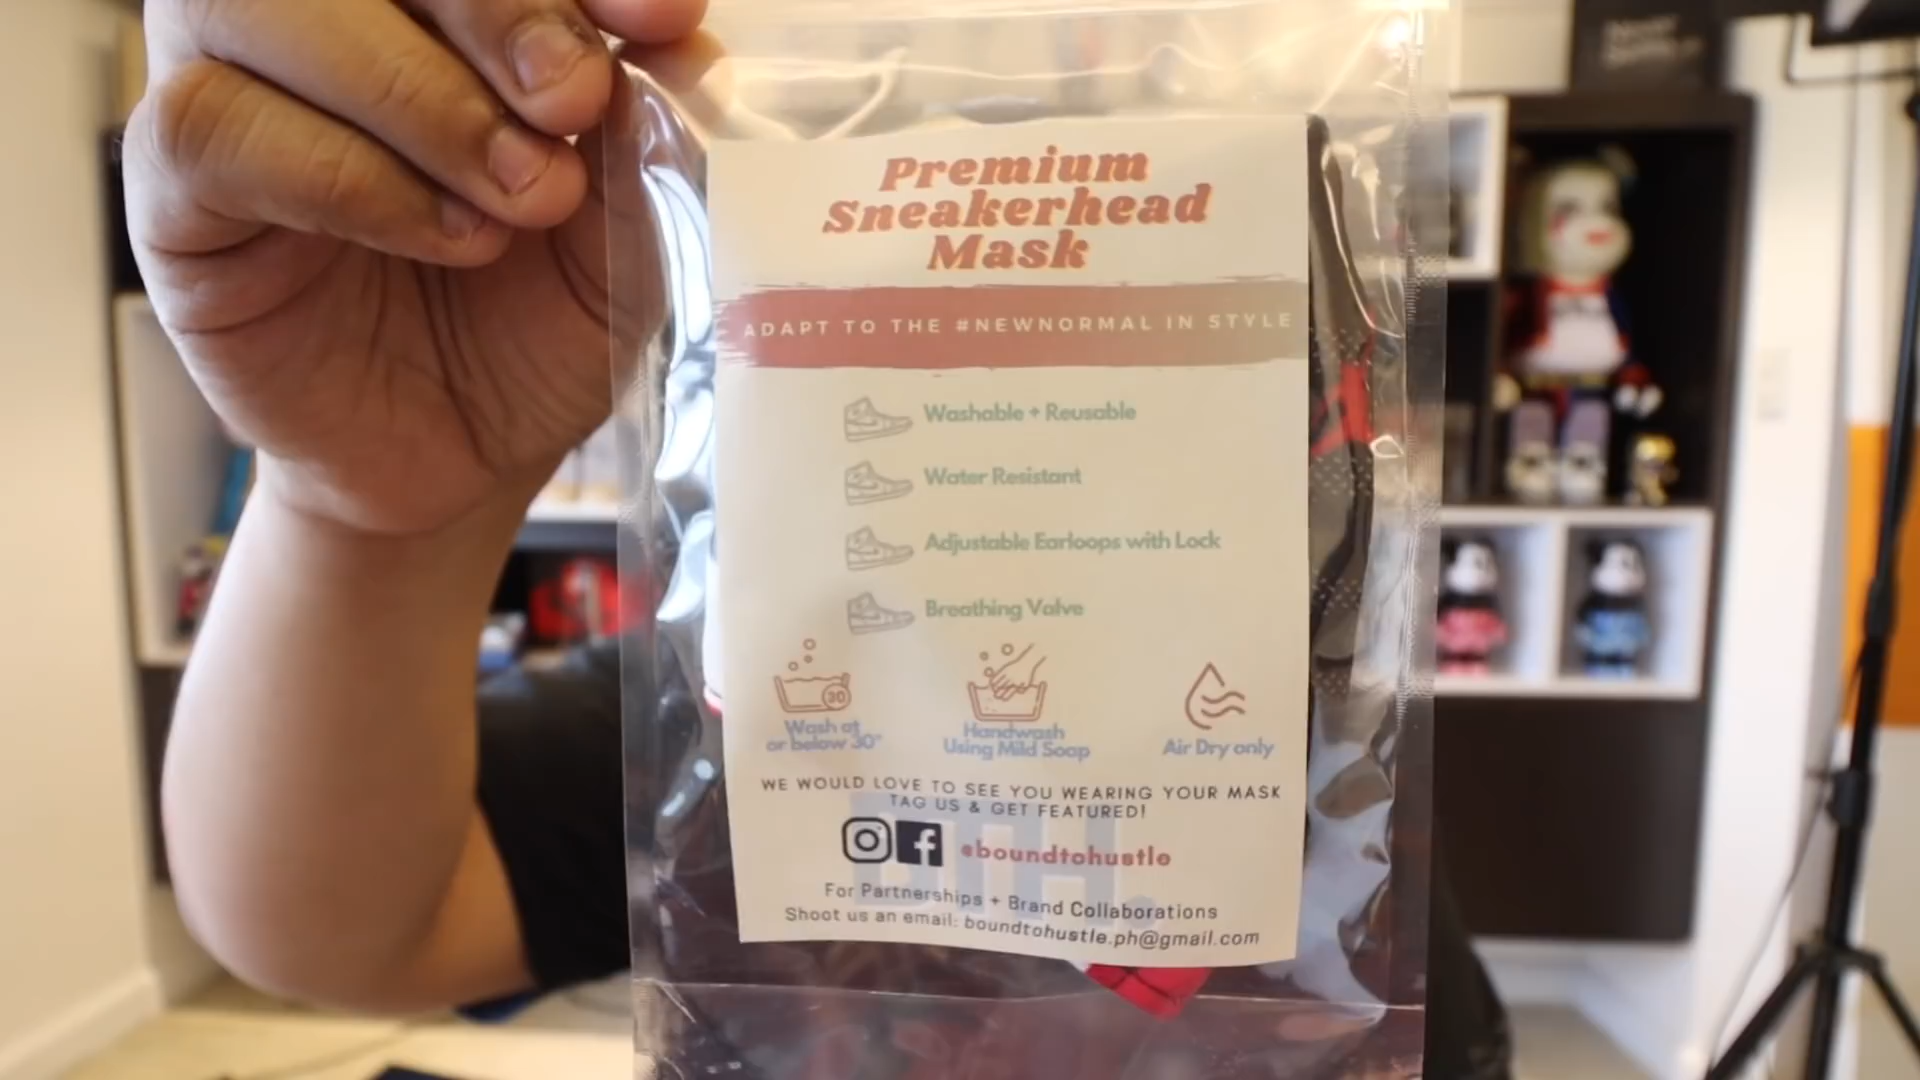 Premium
Sneakerhead
Mask
ADAPT TO THE #NEWNORMAL IN STYLE
Washable + Reusable
Water Resistant
Adjustable Earloops with Lock
Breathing Valve
30
Wash at
or below 30°
Handwash
Using Mild Soap
Air Dry only
WE WOULD LOVE TO SEE YOU WEARING YOUR MASK
TAG US & GET FEATURED!
BTH.
@boundtohustle
For Partnerships + Brand Collaborations
Shoot us an email: boundtohustle.ph@gmail.com